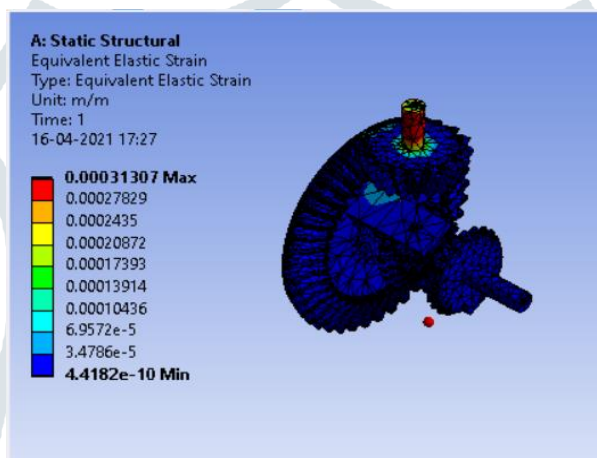 A: Static Structural
Equivalent Elastic Strain
Type: Equivalent Elastic Strain
Unit: m/m
Time: 1
16-04-2021 17:27
0.00031307 Max
0.00027829
0.0002435
0.00020872
0.00017393
0.00013914
0.00010436
6.9572e-5
3.4786e-5
4.4182e-10 Min